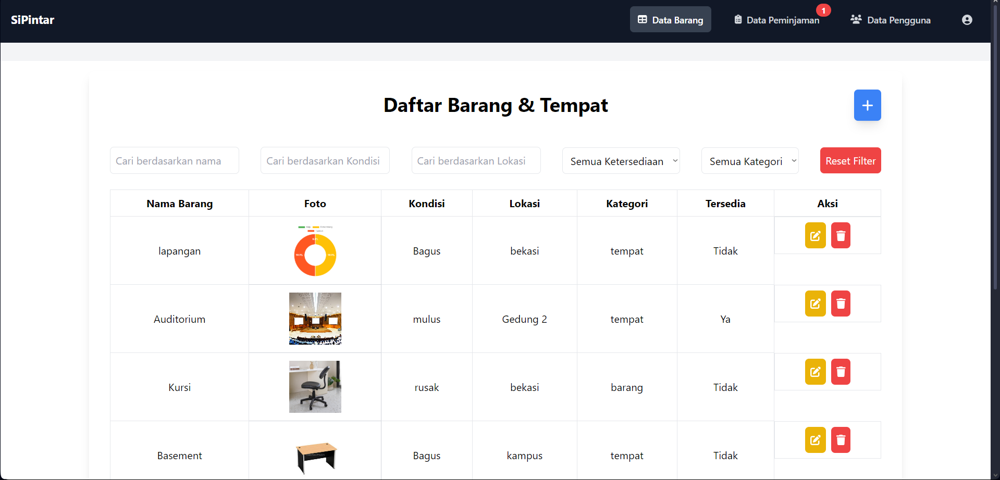 SiPintar
Data Barang
Data Peminjaman
1
Data Pengguna
Daftar Barang & Tempat
+
Cari berdasarkan nama
Cari berdasarkan Kondisi
Cari berdasarkan Lokasi
Semua Ketersediaan
Semua Kategori
Reset Filter
Nama Barang Foto Kondisi Lokasi Kategori Tersedia Aksi
lapangan Bagus bekasi tempat Tidak
Auditorium mulus Gedung 2 tempat Ya
Kursi rusak bekasi barang Tidak
Basement Bagus kampus tempat Tidak